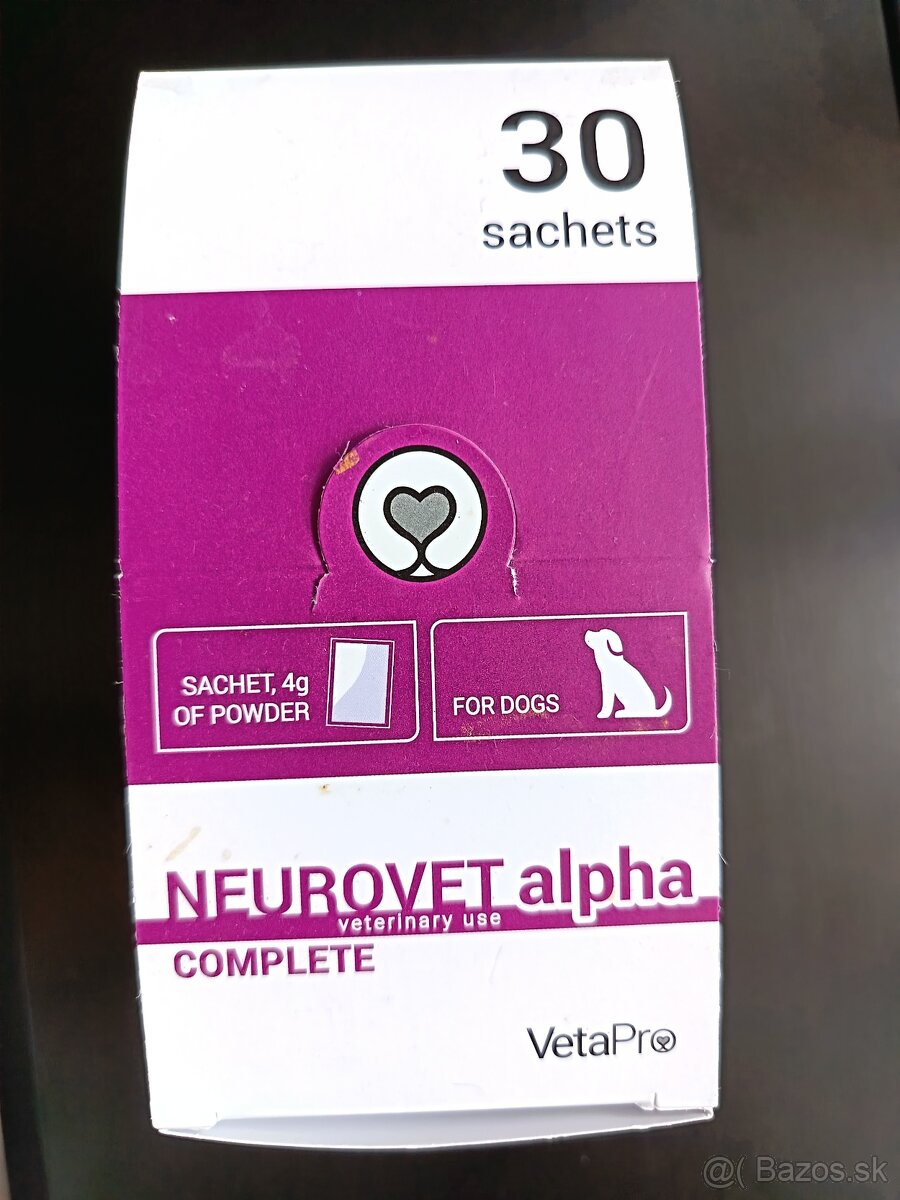 30
sachets
SACHET, 4g
OF POWDER
FOR DOGS
NEUROVET alpha
veterinary use
COMPLETE
VetaPro
@( Bazos.sk